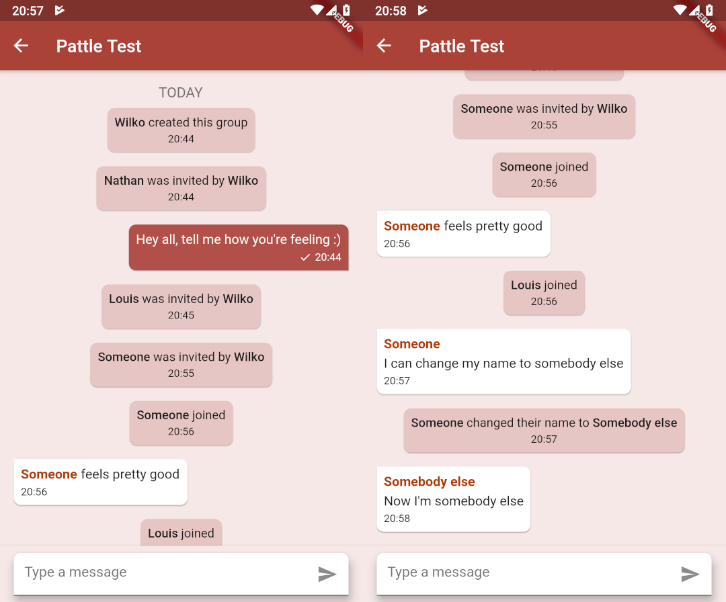 20:57
DEBUG
Pattle Test
TODAY
Wilko created this group
20:44
Nathan was invited by Wilko
20:44
Hey all, tell me how you're feeling :)
20:44
Louis was invited by Wilko
20:45
Someone was invited by Wilko
20:55
Someone joined
20:56
Someone feels pretty good
20:56
Louis joined
Type a message
20:58
DEBUG
Pattle Test
Someone was invited by Wilko
20:55
Someone joined
20:56
Someone feels pretty good
20:56
Louis joined
20:56
Someone
I can change my name to somebody else
20:57
Someone changed their name to Somebody else
20:57
Somebody else
Now I'm somebody else
20:58
Type a message